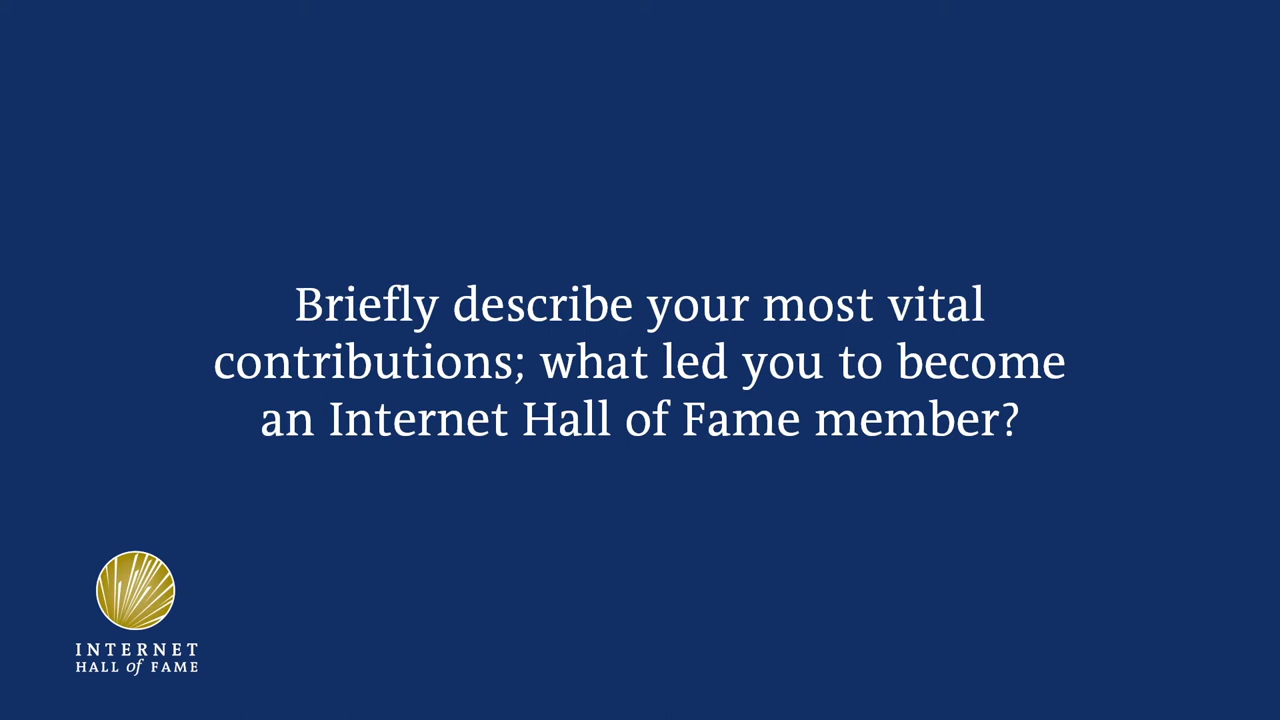 Briefly describe your most vital
contributions; what led you to become
an Internet Hall of Fame member?
INTERNET
HALL of FAME